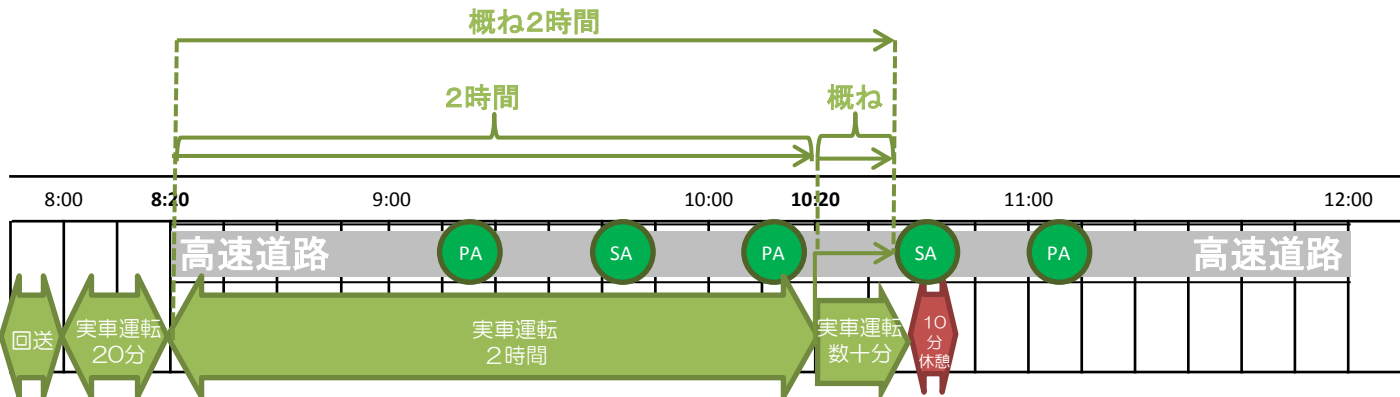 概ね2時間
2時間
概ね
8:00
8:20
9:00
10:00
10:20
11:00
12:00
高速道路
PA
SA
PA
SA
PA
高速道路
回送
実車運転
20分
実車運転
2時間
実車運転
数十分
10
分
休憩